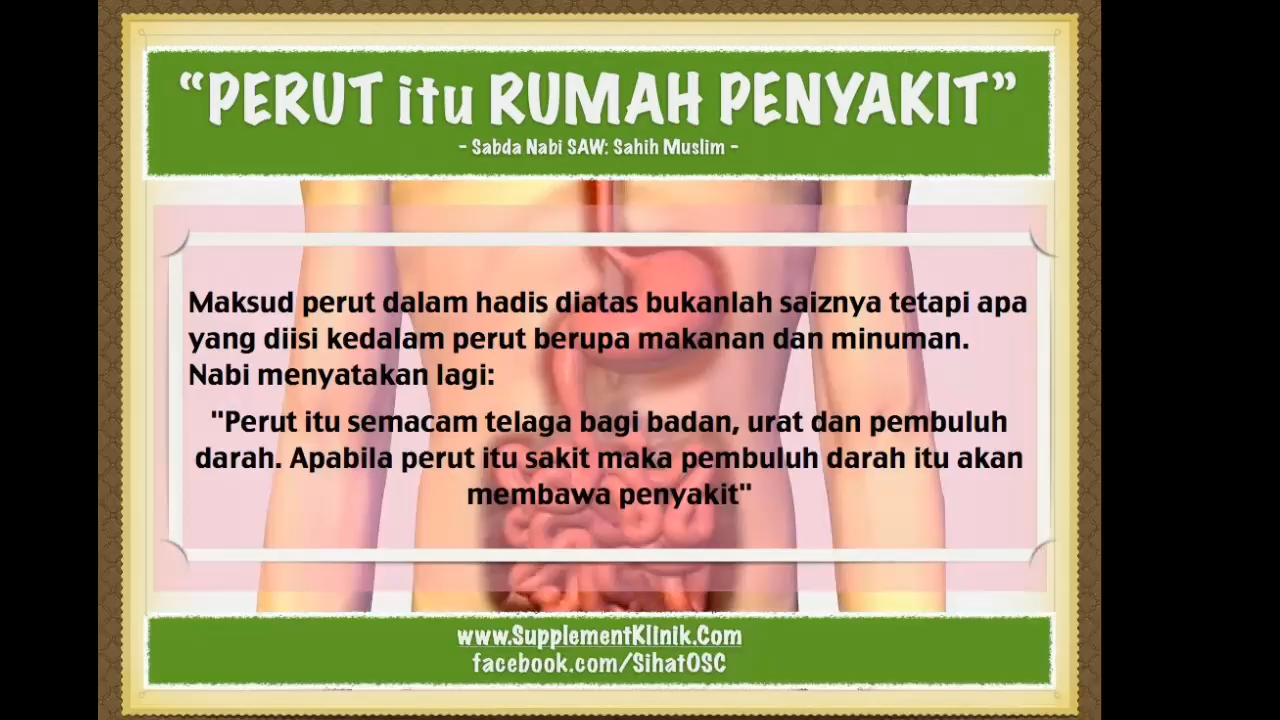 “PERUT itu RUMAH PENYAKIT”
- Sabda Nabi SAW: Sahih Muslim -
Maksud perut dalam hadis diatas bukanlah saiznya tetapi apa
yang diisi kedalam perut berupa makanan dan minuman.
Nabi menyatakan lagi:
"Perut itu semacam telaga bagi badan, urat dan pembuluh
darah. Apabila perut itu sakit maka pembuluh darah itu akan
membawa penyakit"
www.SupplementKlinik.Com
facebook.com/SihatOSC